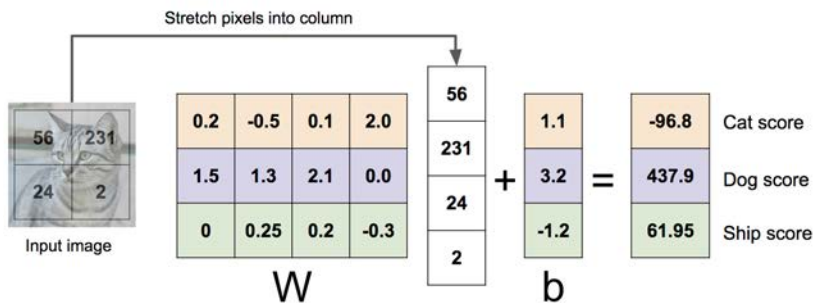 Stretch pixels into column
56 231
24 2
Input image
0.2 -0.5 0.1 2.0
1.5 1.3 2.1 0.0
0 0.25 0.2 -0.3
W
56
231
24
2
+
1.1
3.2
-1.2
b
=
-96.8 Cat score
437.9 Dog score
61.95 Ship score